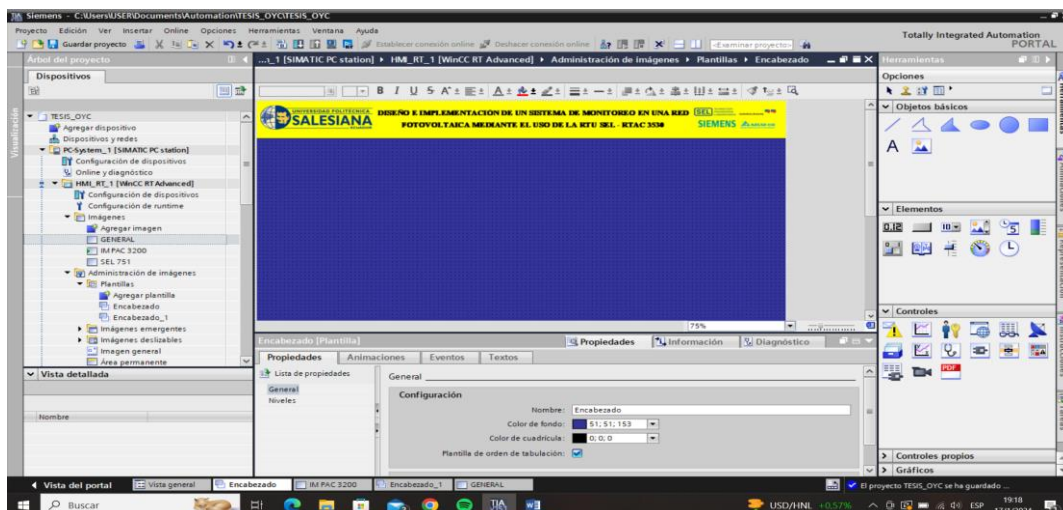 Siemens - C:\Users\USER\Documents\Automation\TESIS_OYC\TESIS_OYC
Proyecto Edición Ver Insertar Online Opciones Herramientas Ventana Ayuda
Totally Integrated Automation
PORTAL
Guardar proyecto
Establecer conexión online
Deshacer conexión online
<Examinar proyecto>
Árbol del proyecto
..._1 [SIMATIC PC station] ▸ HMI_RT_1 [WinCC RT Advanced] ▸ Administración de imágenes ▸ Plantillas ▸ Encabezado
Herramientas
Dispositivos
Opciones
Visualización
TESIS_OYC
Agregar dispositivo
Dispositivos y redes
PC-System_1 [SIMATIC PC station]
Configuración de dispositivos
Online y diagnóstico
HMI_RT_1 [WinCC RT Advanced]
Configuración de dispositivos
Configuración de runtime
Imágenes
Agregar imagen
GENERAL
IM PAC 3200
SEL 751
Administración de imágenes
Plantillas
Agregar plantilla
Encabezado
Encabezado_1
Imágenes emergentes
Imágenes deslizables
Imagen general
Área permanente
UNIVERSIDAD POLITÉCNICA
SALESIANA
DISEÑO E IMPLEMENTACIÓN DE UN SISTEMA DE MONITOREO EN UNA RED
FOTOVOLTAICA MEDIANTE EL USO DE LA RTU SEL - RTAC 3530
SEL
SIEMENS
Objetos básicos
Elementos
Controles
PDF
Controles propios
Gráficos
75%
Encabezado [Plantilla]
Propiedades
Información
Diagnóstico
Propiedades Animaciones Eventos Textos
Lista de propiedades
General
Niveles
General
Configuración
Nombre: Encabezado
Color de fondo: 51; 51; 153
Color de cuadrícula: 0; 0; 0
Plantilla de orden de tabulación:
Vista detallada
Nombre
Vista del portal
Vista general
Encabezado
IM PAC 3200
Encabezado_1
GENERAL
El proyecto TESIS_OYC se ha guardado ...
Buscar
USD/HNL +0,57%
ESP
19:18